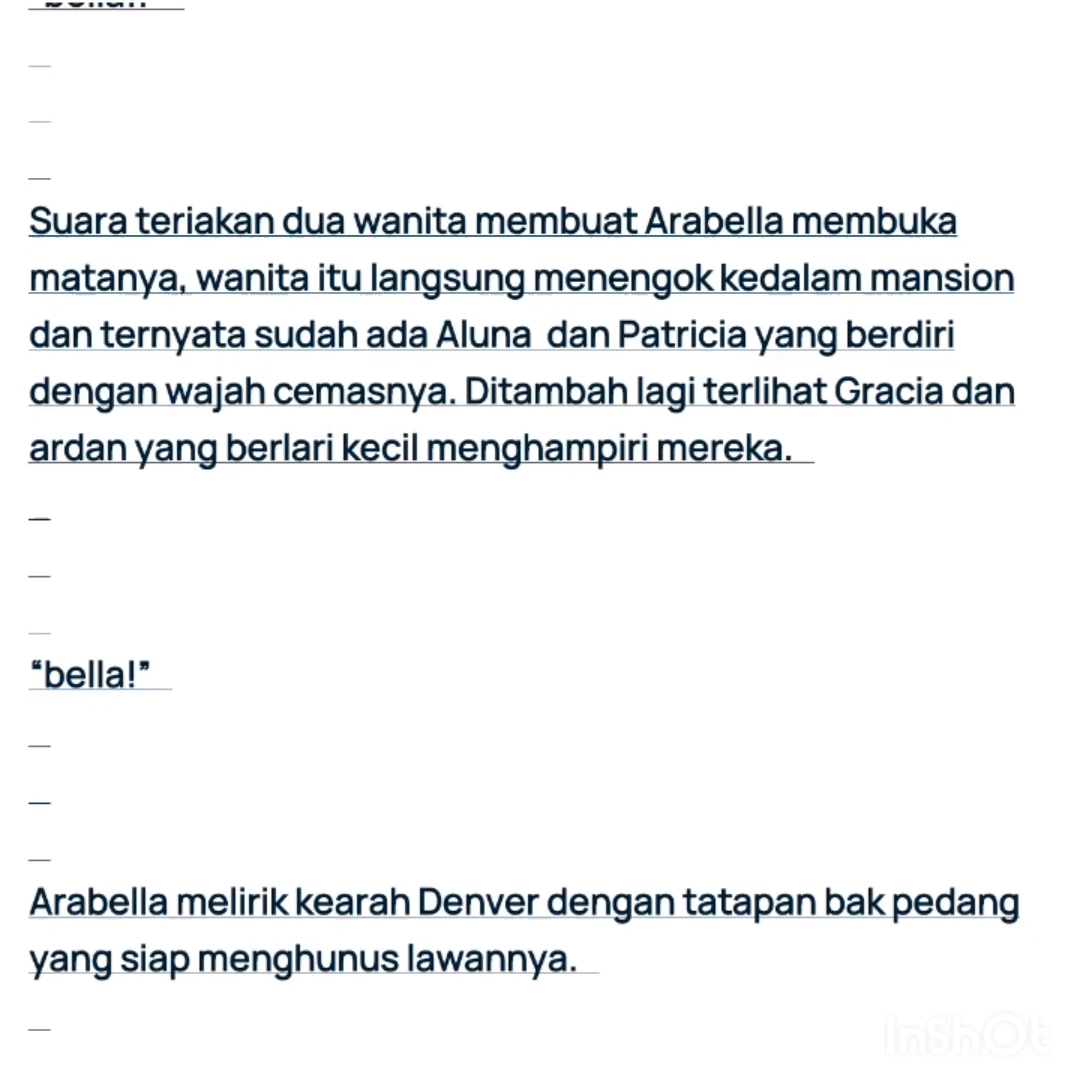 Suara teriakan dua wanita membuat Arabella membuka
matanya, wanita itu langsung menengok kedalam mansion
dan ternyata sudah ada Aluna  dan Patricia yang berdiri
dengan wajah cemasnya. Ditambah lagi terlihat Gracia dan
ardan yang berlari kecil menghampiri mereka.
“bella!”
Arabella melirik kearah Denver dengan tatapan bak pedang
yang siap menghunus lawannya.
InShOt